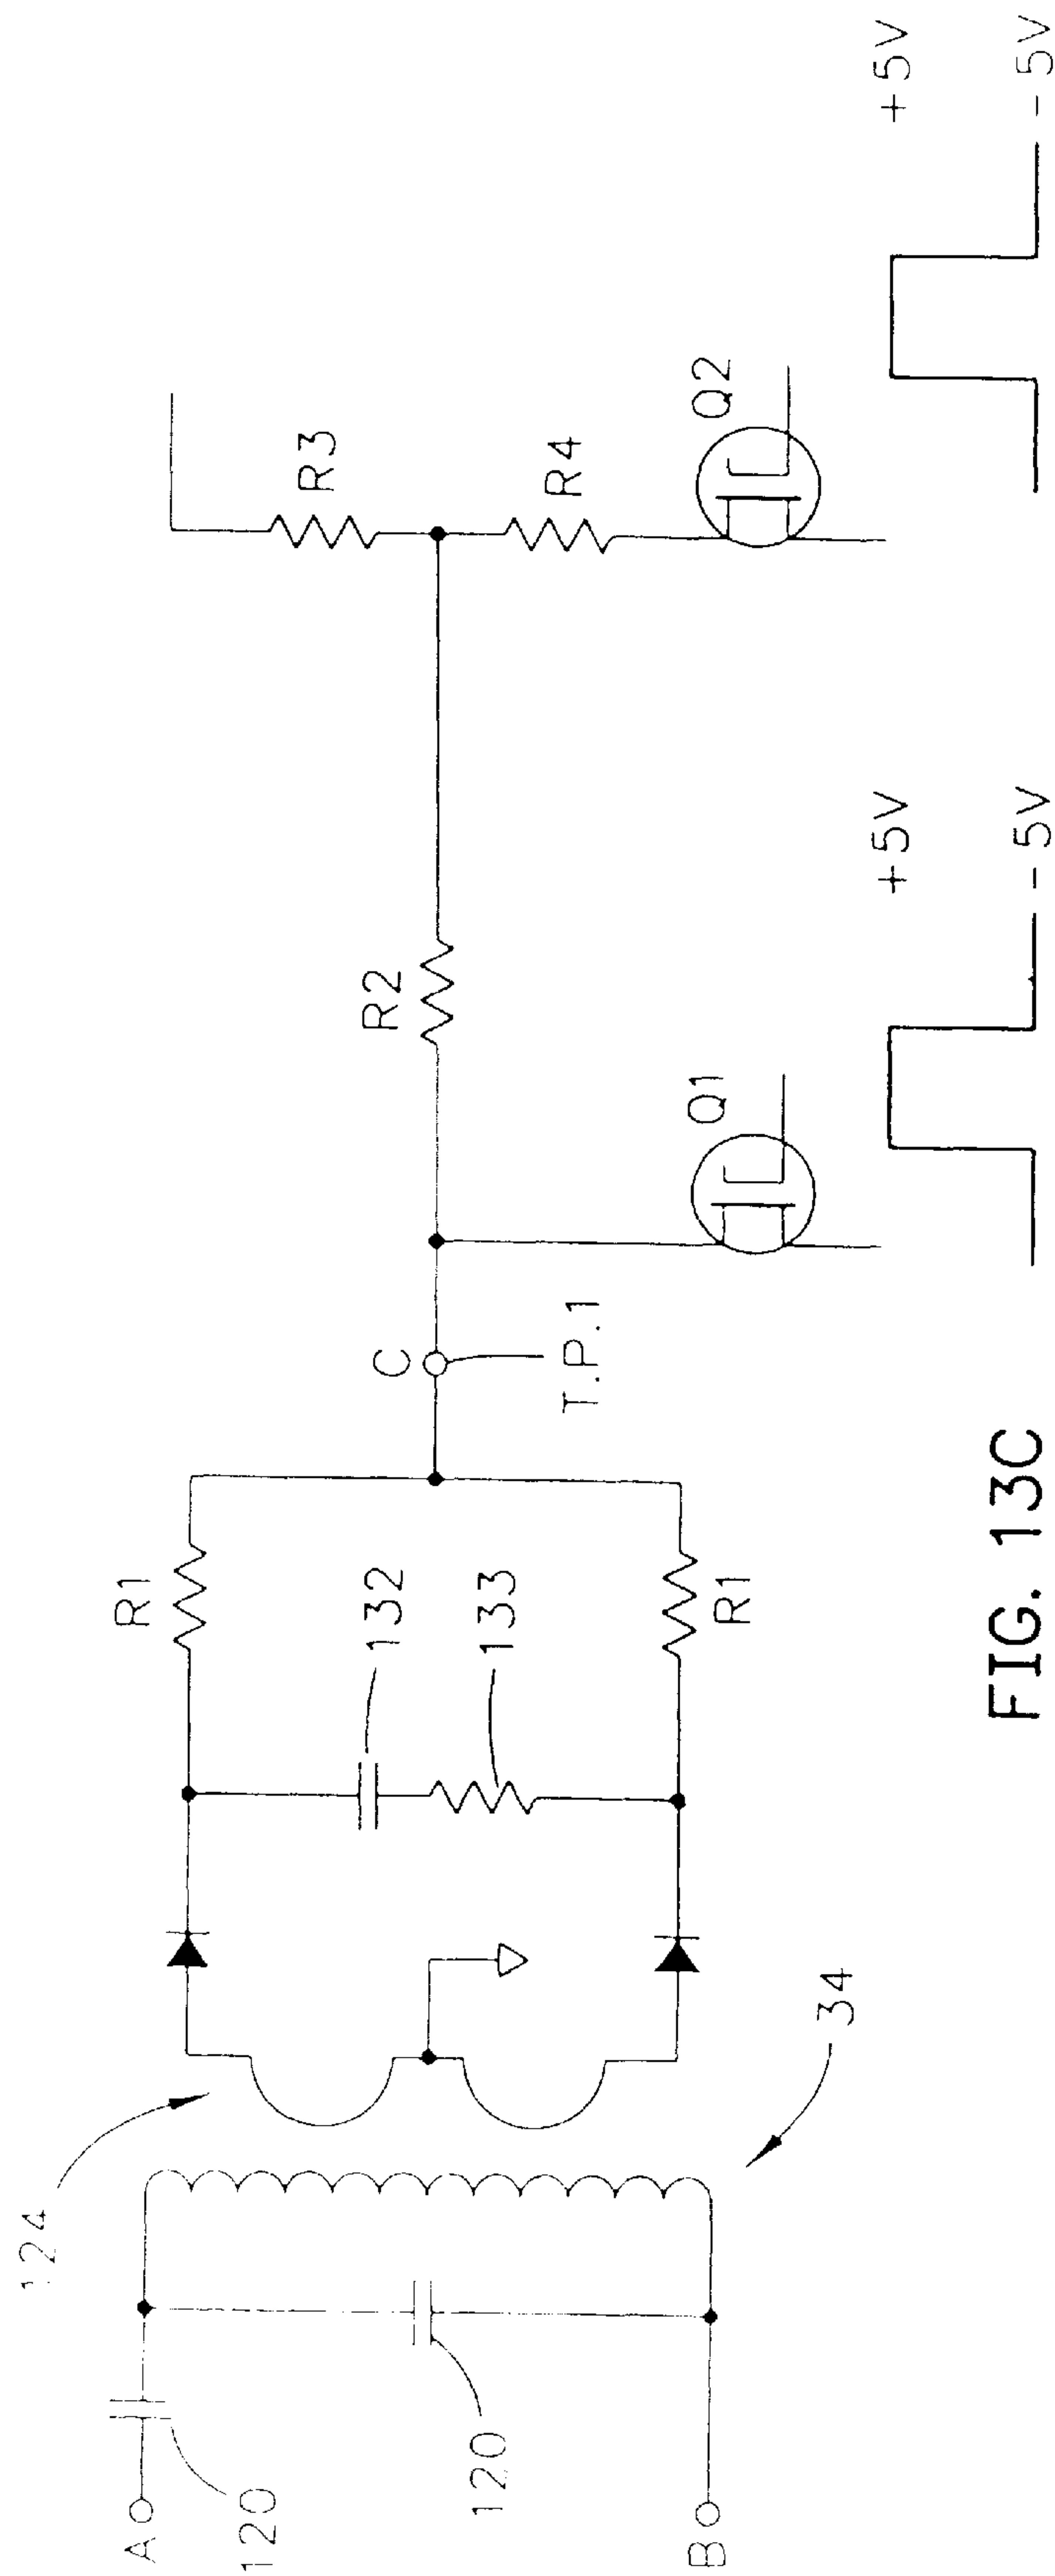 A
120
120
B
124
34
R1
132
133
R1
C
T.P.1
R2
Q1
R3
R4
Q2
+5V
-5V
+5V
-5V
FIG. 13C